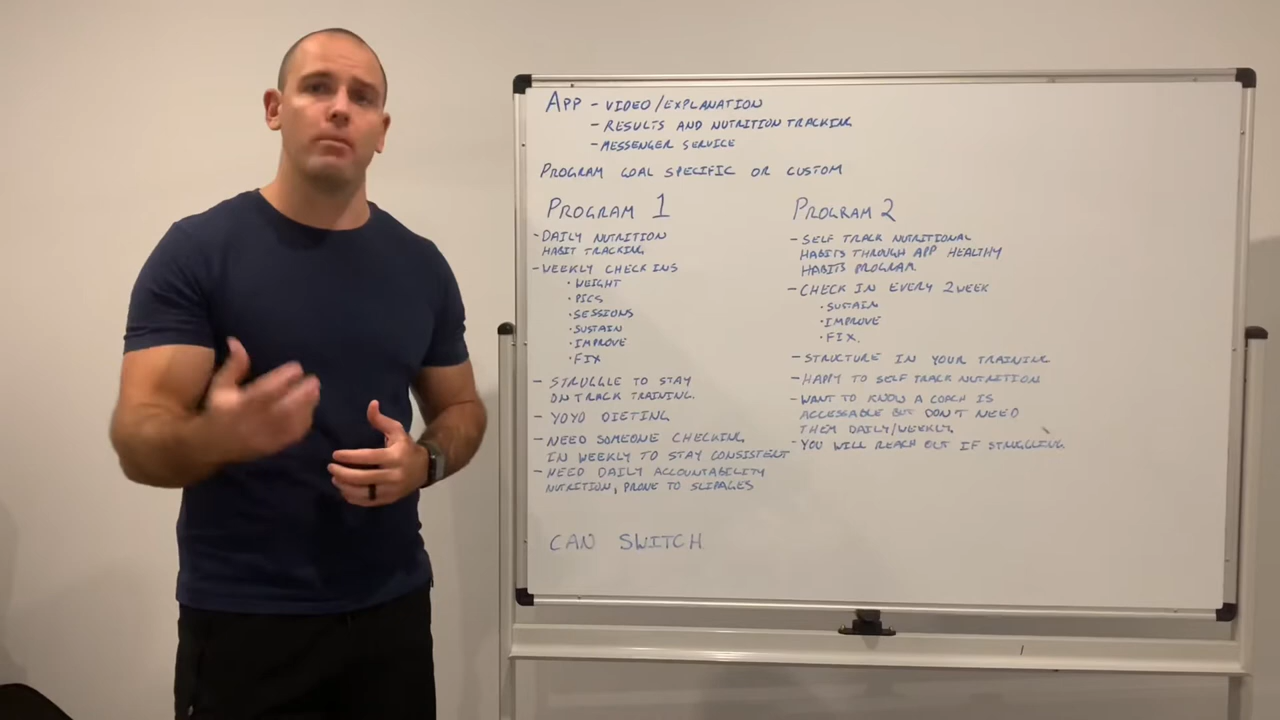 APP - VIDEO/EXPLANATION
- RESULTS AND NUTRITION TRACKING
- MESSENGER SERVICE
PROGRAM GOAL SPECIFIC OR CUSTOM
PROGRAM 1
- DAILY NUTRITION
HABIT TRACKING
- WEEKLY CHECK INS
• WEIGHT
• PICS
• SESSIONS
• SUSTAIN
• IMPROVE
• FIX
- STRUGGLE TO STAY
ON TRACK TRAINING.
- YOYO DIETING
- NEED SOMEONE CHECKING
IN WEEKLY TO STAY CONSISTENT
- NEED DAILY ACCOUNTABILITY
NUTRITION, PRONE TO SLIPAGES
PROGRAM 2
- SELF TRACK NUTRITIONAL
HABITS THROUGH APP HEALTHY
HABITS PROGRAM.
- CHECK IN EVERY 2 WEEK
• SUSTAIN
• IMPROVE
• FIX.
- STRUCTURE IN YOUR TRAINING
- HAPPY TO SELF TRACK NUTRITION
- WANT TO KNOW A COACH IS
ACCESSABLE BUT DON'T NEED
THEM DAILY/WEEKLY.
- YOU WILL REACH OUT IF STRUGGLING.
CAN SWITCH